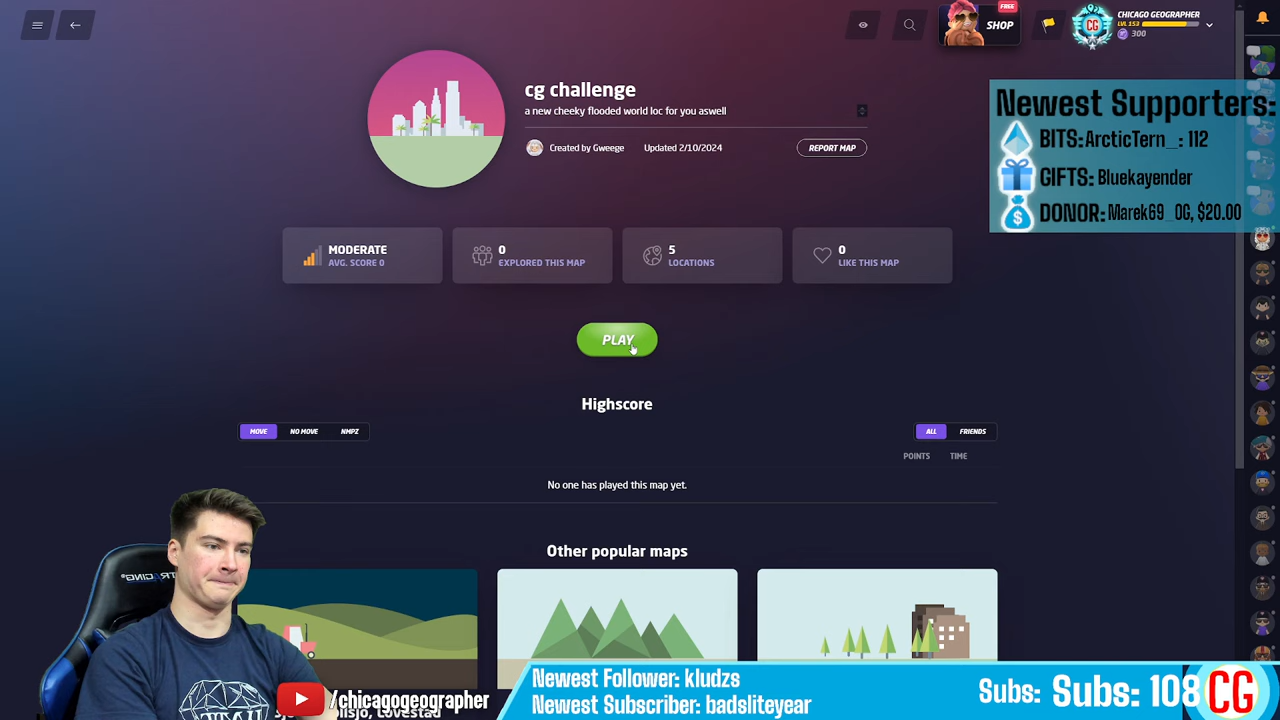 FREE
SHOP
CHICAGO GEOGRAPHER
LVL 153
300
CG
cg challenge
a new cheeky flooded world loc for you aswell
Created by Gweege
Updated 2/10/2024
REPORT MAP
Newest Supporters:
BITS: ArcticTern_: 112
GIFTS: Bluekayender
DONOR: Marek69_OG, $20.00
MODERATE
AVG. SCORE 0
0
EXPLORED THIS MAP
5
LOCATIONS
0
LIKE THIS MAP
PLAY
Highscore
MOVE
NO MOVE
NMPZ
ALL
FRIENDS
POINTS
TIME
No one has played this map yet.
Other popular maps
/chicagogeographer
Newest Follower: kludzs
Newest Subscriber: badsliteyear
Subs: Subs: 108
CG